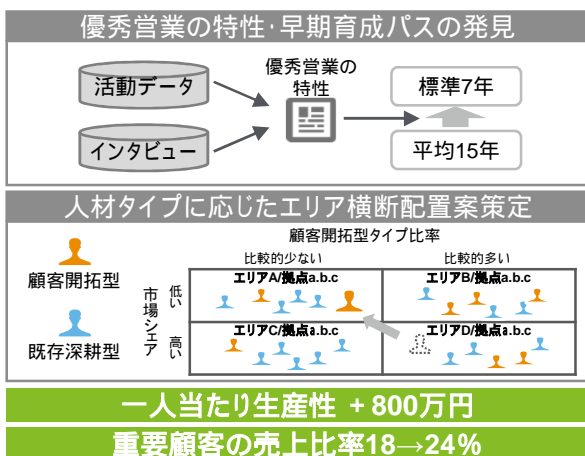 優秀営業の特性･早期育成パスの発見
活動データ
インタビュー
優秀営業の
特性
標準7年
平均15年
人材タイプに応じたエリア横断配置案策定
顧客開拓型
既存深耕型
顧客開拓型タイプ比率
比較的少ない
比較的多い
市場シェア
低い
高い
エリアA/拠点a.b.c
エリアB/拠点a.b.c
エリアC/拠点a.b.c
エリアD/拠点a.b.c
一人当たり生産性 + 800万円
重要顧客の売上比率18→24%